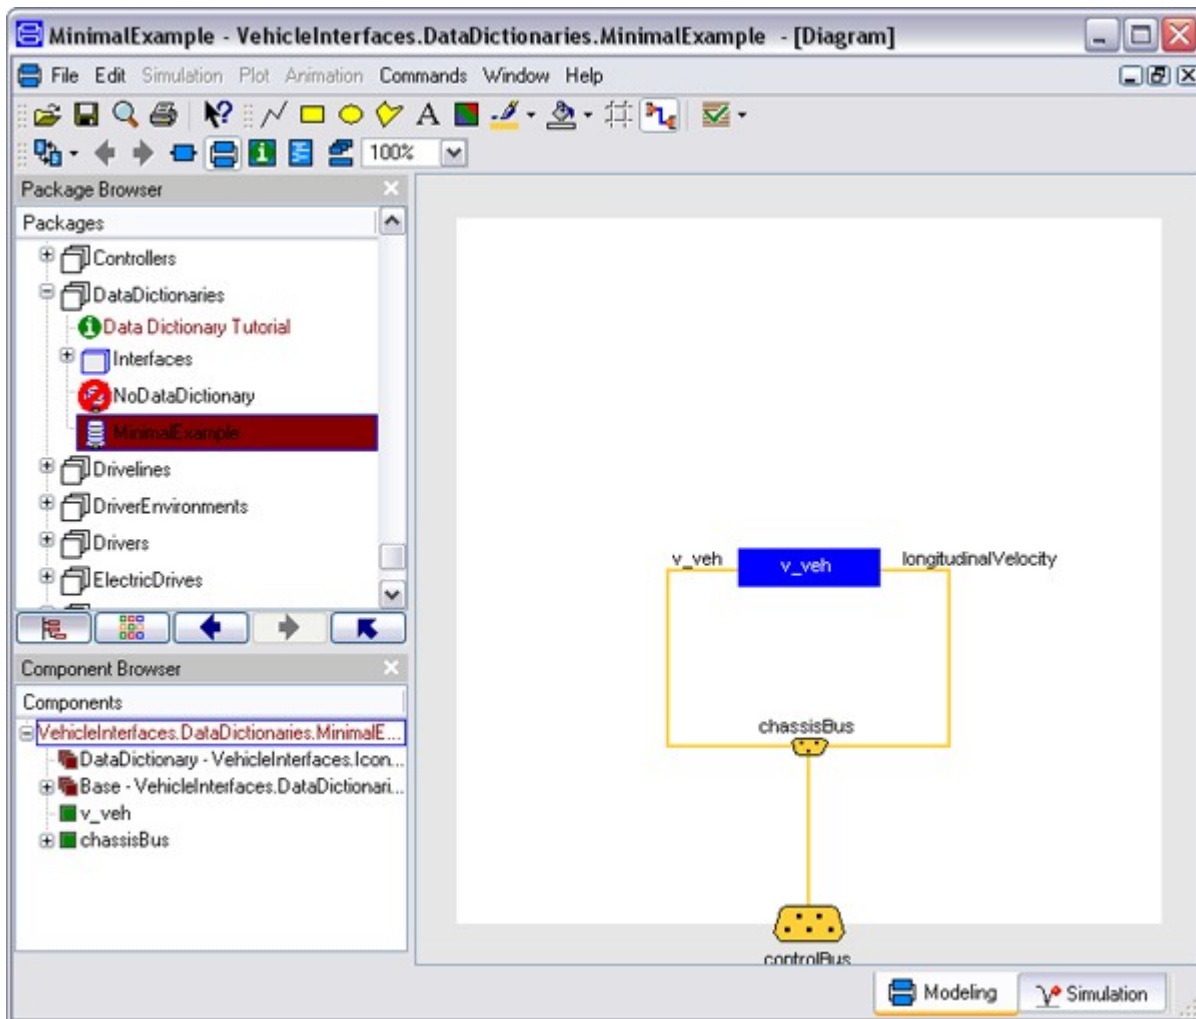 MinimalExample - VehicleInterfaces.DataDictionaries.MinimalExample - [Diagram]
File Edit Simulation Plot Animation Commands Window Help
100%
Package Browser
Packages
Controllers
DataDictionaries
Data Dictionary Tutorial
Interfaces
NoDataDictionary
MinimalExample
Drivelines
DriverEnvironments
Drivers
ElectricDrives
Component Browser
Components
VehicleInterfaces.DataDictionaries.MinimalE...
DataDictionary - VehicleInterfaces.Icon...
Base - VehicleInterfaces.DataDictionari...
v_veh
chassisBus
v_veh
v_veh
longitudinalVelocity
chassisBus
controlBus
Modeling
Simulation